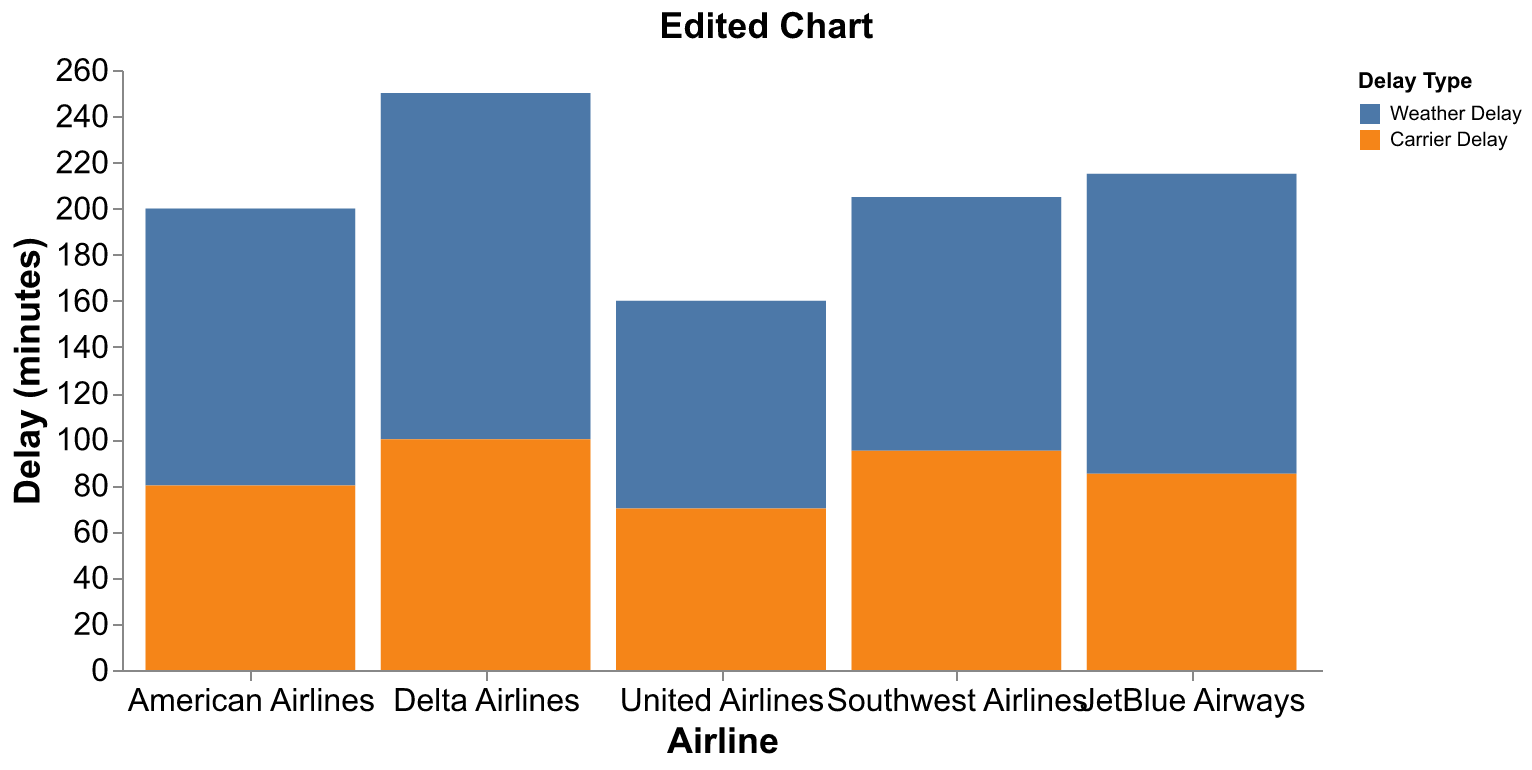 Edited Chart
260
240
220
200
180
160
140
120
100
80
60
40
20
0
Delay (minutes)
American Airlines
Delta Airlines
United Airlines
Southwest Airlines
JetBlue Airways
Airline
Delay Type
Weather Delay
Carrier Delay